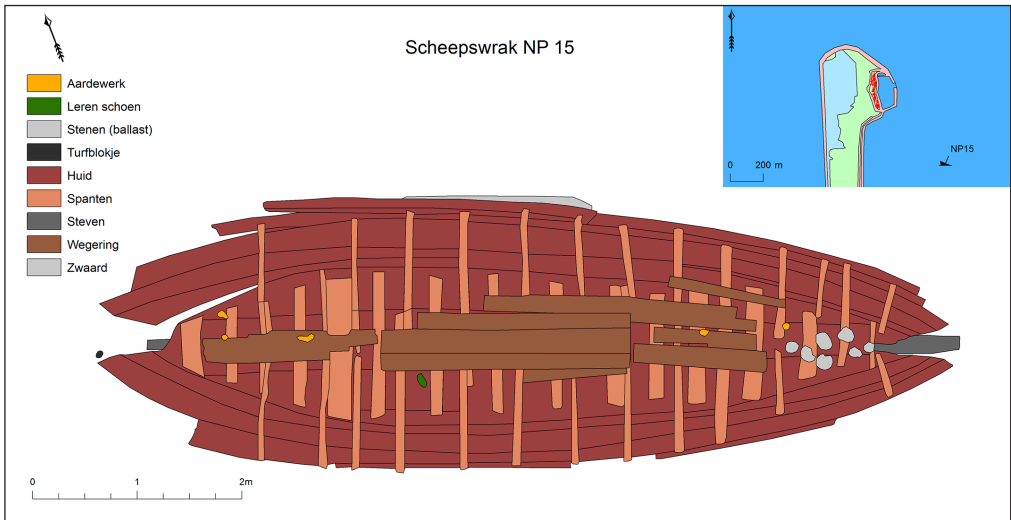 Scheepswrak NP 15
Aardewerk
Leren schoen
Stenen (ballast)
Turfblokje
Huid
Spanten
Steven
Wegering
Zwaard
0 1 2m
NP15
0 200 m